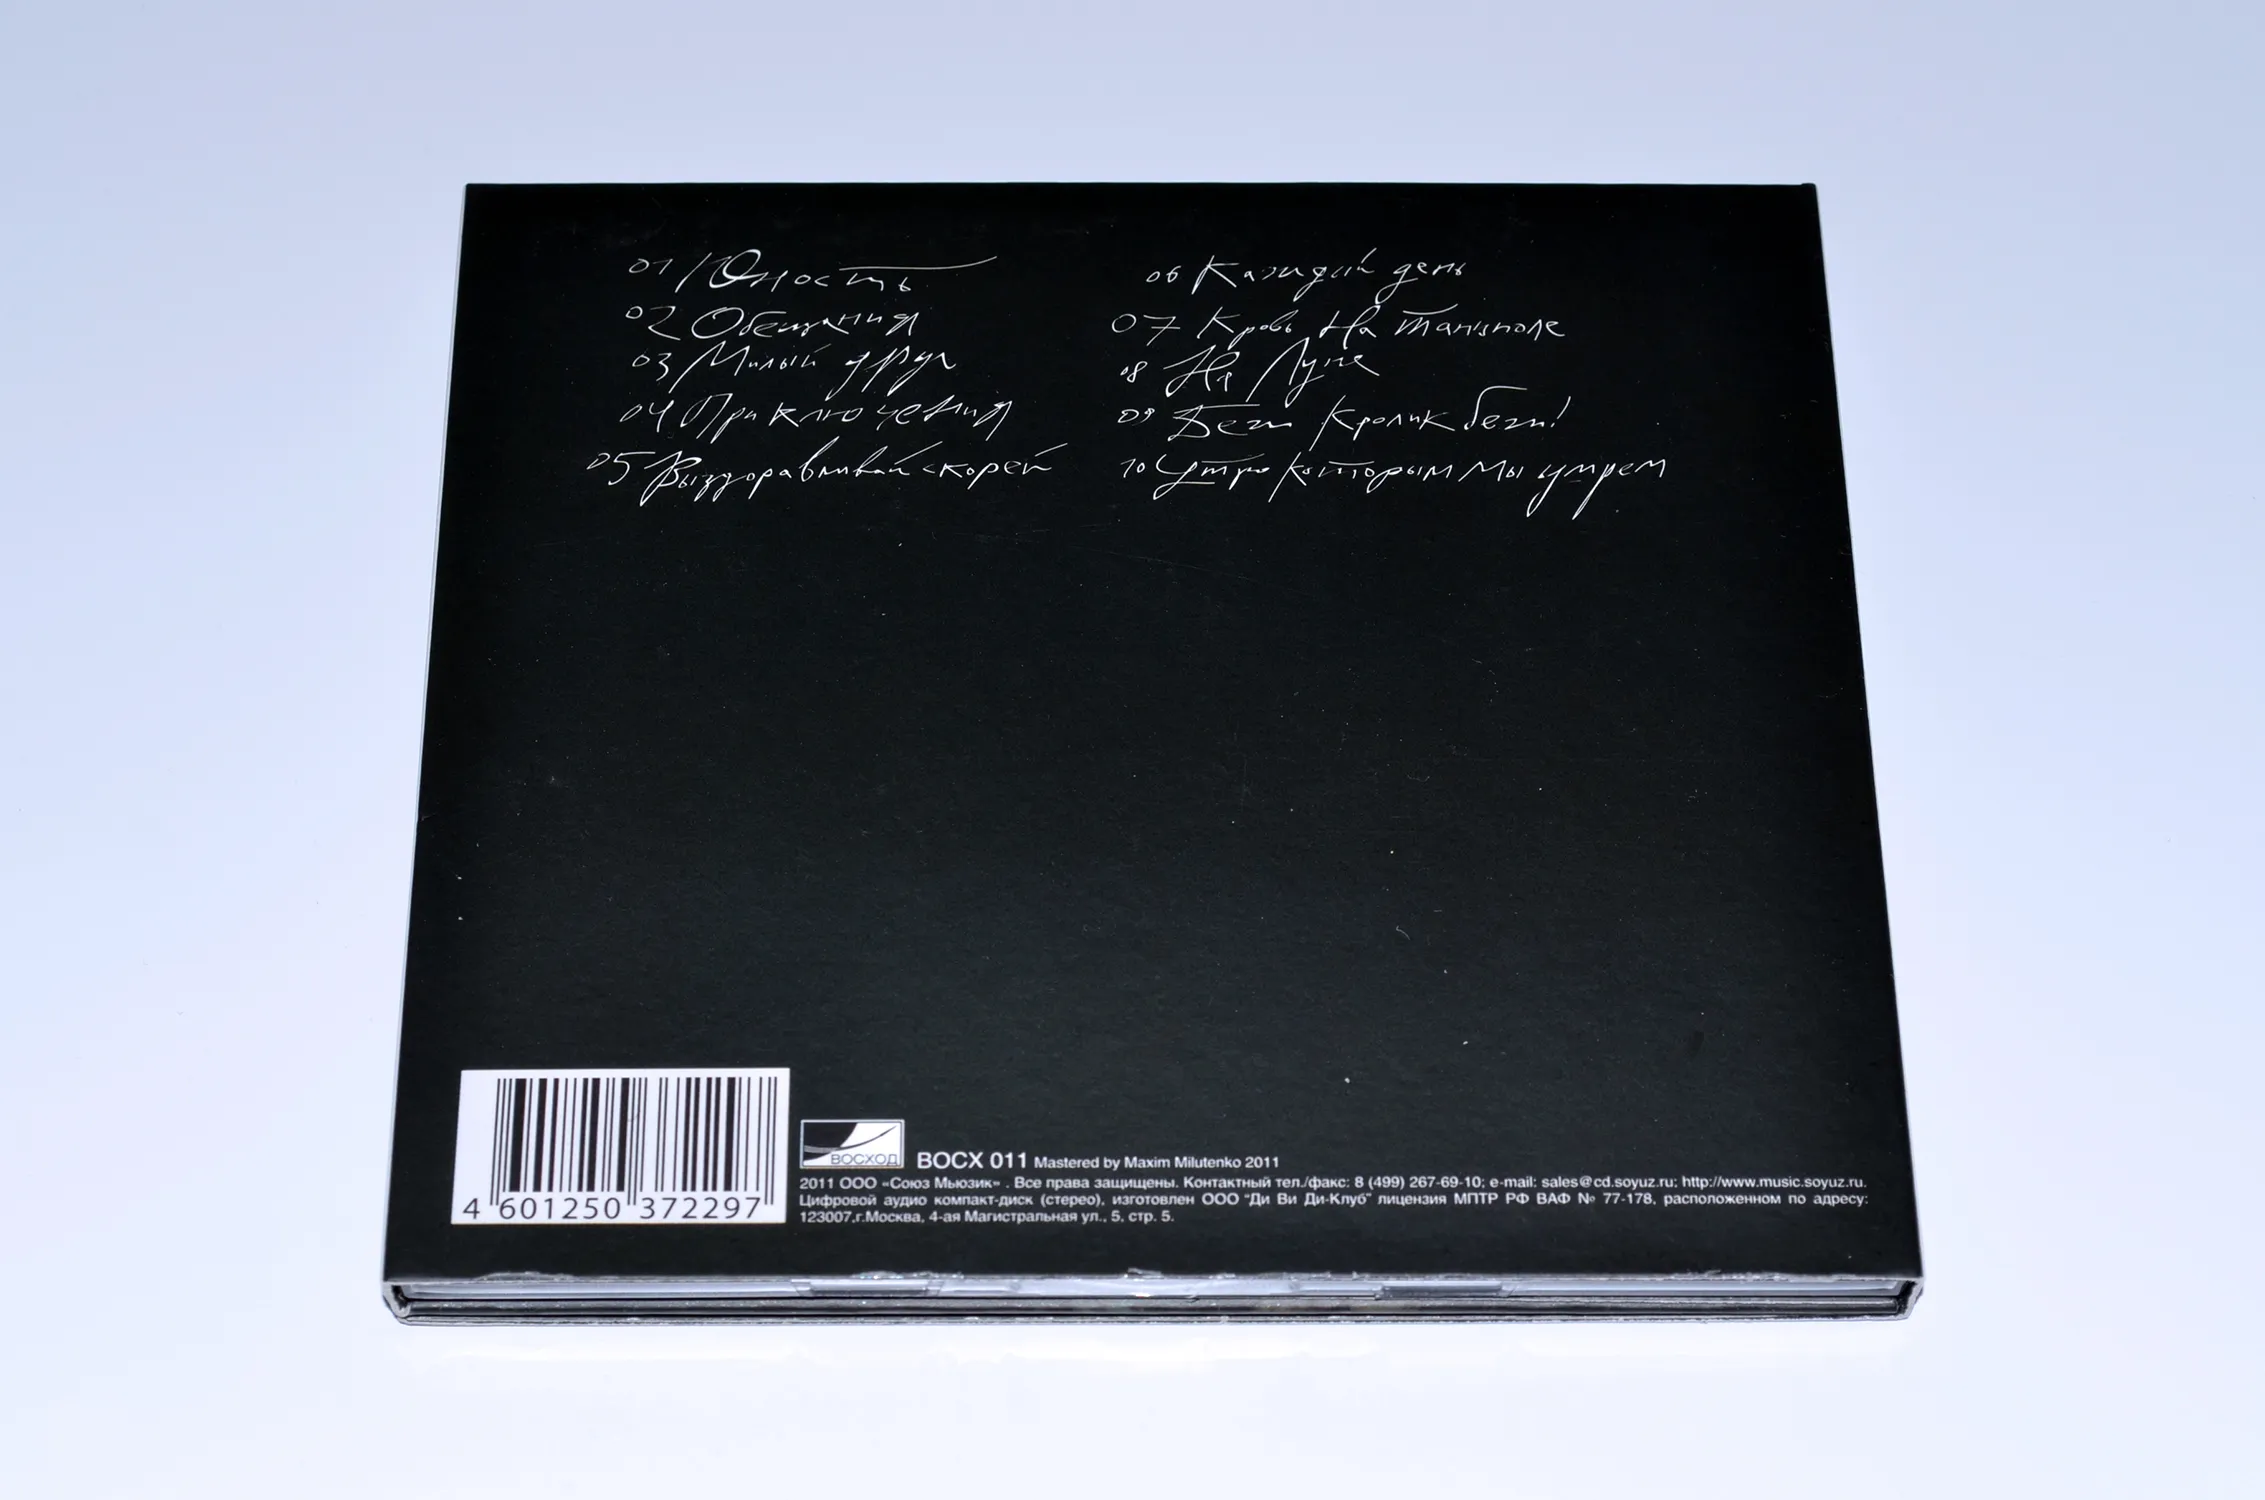 01 Юность
02 Обещания
03 Милый друг
04 Приключения
05 Выздоравливай скорей
06 Каждый день
07 Кровь на танцполе
08 На Луне
09 Беги Кролик беги!
10 Утро которым мы умрем
4 601250 372297
ВОСХОД
ВОСХ 011 Mastered by Maxim Milutenko 2011
2011 ООО «Союз Мьюзик» . Все права защищены. Контактный тел./факс: 8 (499) 267-69-10; e-mail: sales@cd.soyuz.ru; http://www.music.soyuz.ru.
Цифровой аудио компакт-диск (стерео), изготовлен ООО "Ди Ви Ди-Клуб" лицензия МПТР РФ ВАФ № 77-178, расположенном по адресу:
123007,г.Москва, 4-ая Магистральная ул., 5, стр. 5.